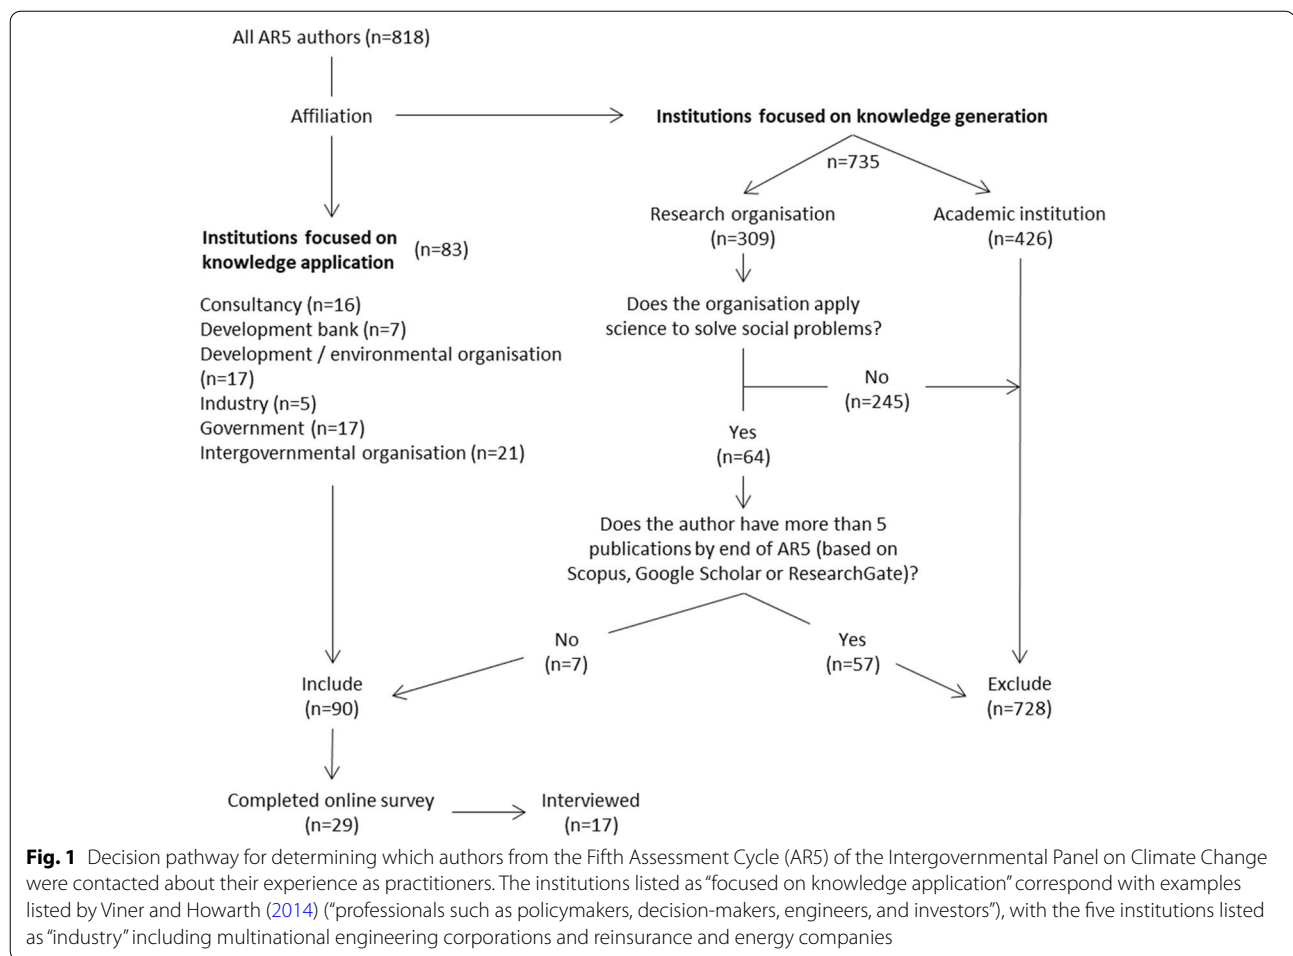 All AR5 authors (n=818)
Affiliation
Institutions focused on knowledge generation
n=735
Research organisation
(n=309)
Academic institution
(n=426)
Institutions focused on
knowledge application
(n=83)
Consultancy (n=16)
Development bank (n=7)
Development / environmental organisation
(n=17)
Industry (n=5)
Government (n=17)
Intergovernmental organisation (n=21)
Does the organisation apply
science to solve social problems?
No
(n=245)
Yes
(n=64)
Does the author have more than 5
publications by end of AR5 (based on
Scopus, Google Scholar or ResearchGate)?
No
(n=7)
Yes
(n=57)
Include
(n=90)
Exclude
(n=728)
Completed online survey
(n=29)
Interviewed
(n=17)
Fig. 1 Decision pathway for determining which authors from the Fifth Assessment Cycle (AR5) of the Intergovernmental Panel on Climate Change
were contacted about their experience as practitioners. The institutions listed as “focused on knowledge application” correspond with examples
listed by Viner and Howarth (2014) (“professionals such as policymakers, decision-makers, engineers, and investors”), with the five institutions listed
as “industry” including multinational engineering corporations and reinsurance and energy companies